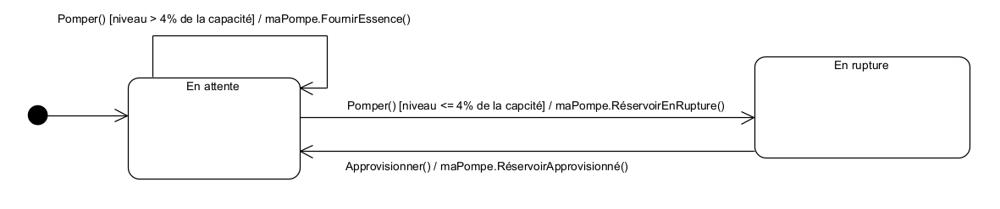 Pomper() [niveau > 4% de la capacité] / maPompe.FournirEssence()
En attente
En rupture
Pomper() [niveau <= 4% de la capcité] / maPompe.RéservoirEnRupture()
Approvisionner() / maPompe.RéservoirApprovisionné()